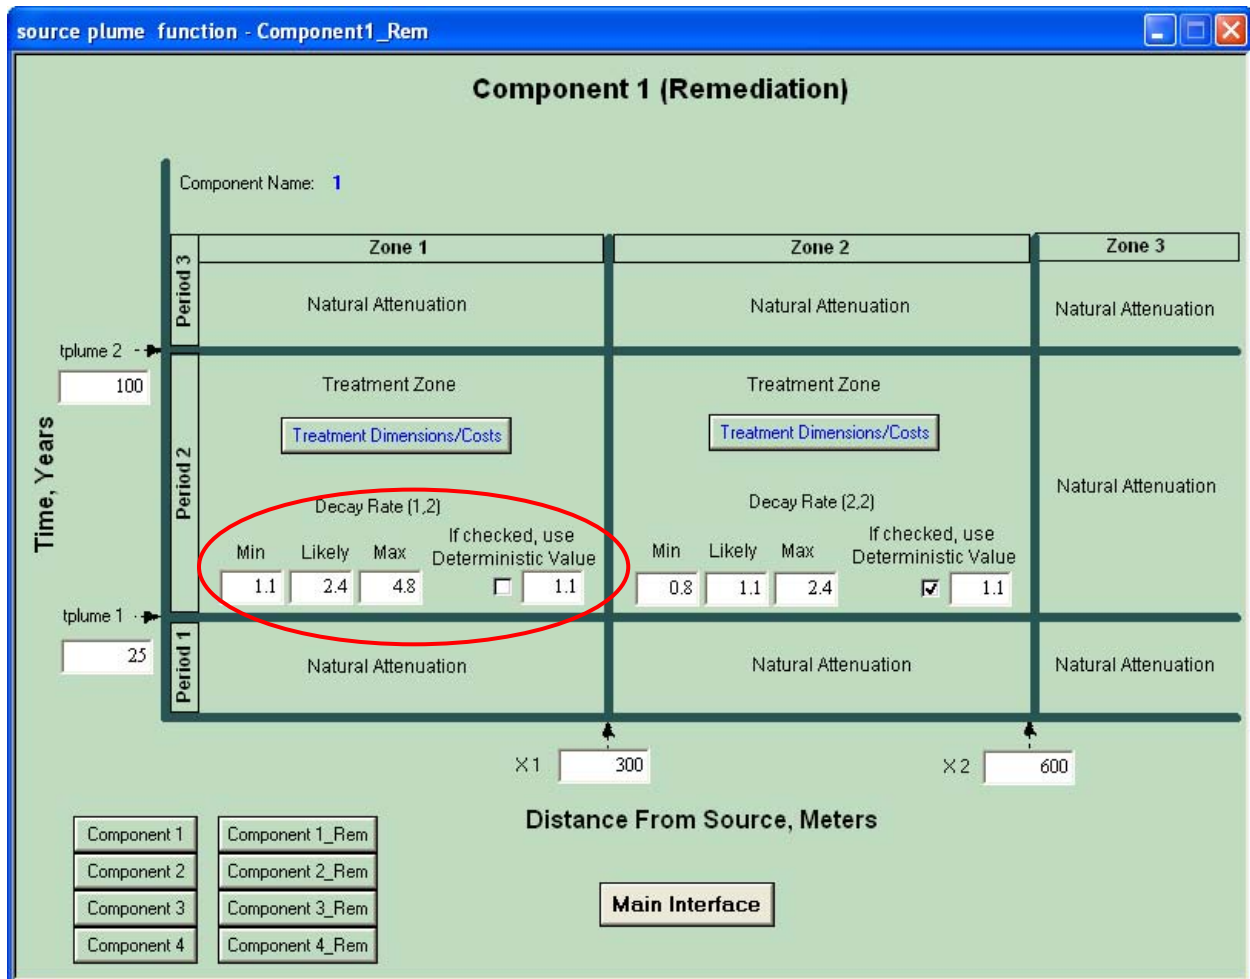 source plume function - Component1_Rem
Component 1 (Remediation)
Component Name: 1
Zone 1 Zone 2 Zone 3
Period 3
Natural Attenuation Natural Attenuation Natural Attenuation
tplume 2
100
Time, Years
Period 2
Treatment Zone Treatment Zone
Treatment Dimensions/Costs Treatment Dimensions/Costs
Natural Attenuation
Decay Rate (1,2) Decay Rate (2,2)
If checked, use If checked, use
Min Likely Max Deterministic Value Min Likely Max Deterministic Value
1.1 2.4 4.8 1.1 0.8 1.1 2.4 1.1
tplume 1
25
Period 1
Natural Attenuation Natural Attenuation Natural Attenuation
X1 300 X2 600
Distance From Source, Meters
Component 1 Component 1_Rem
Component 2 Component 2_Rem
Component 3 Component 3_Rem
Component 4 Component 4_Rem
Main Interface